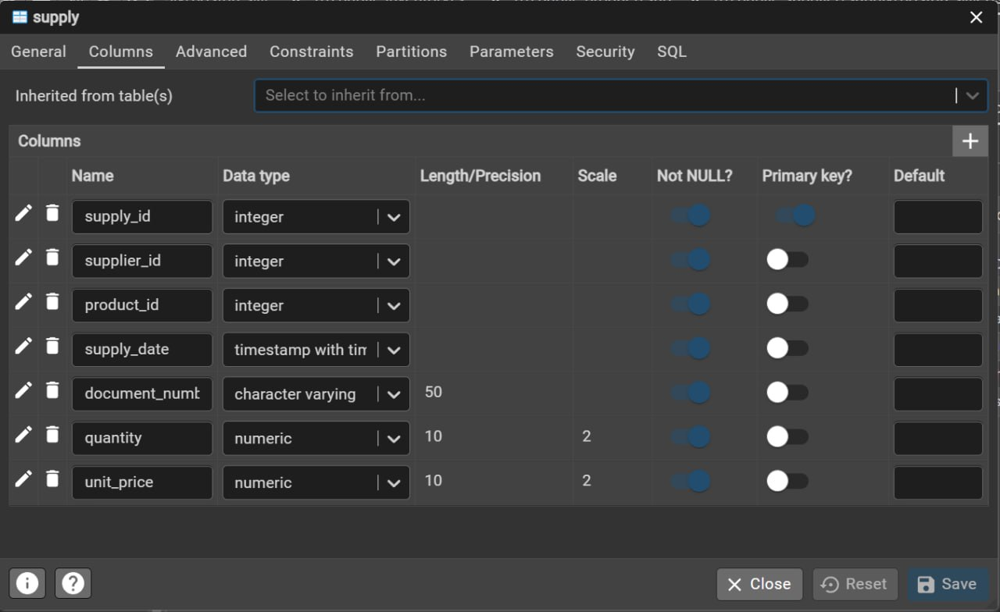 supply
General Columns Advanced Constraints Partitions Parameters Security SQL
Inherited from table(s) Select to inherit from...
Columns
Name Data type Length/Precision Scale Not NULL? Primary key? Default
supply_id integer
supplier_id integer
product_id integer
supply_date timestamp with tim
document_numb character varying 50
quantity numeric 10 2
unit_price numeric 10 2
Close Reset Save